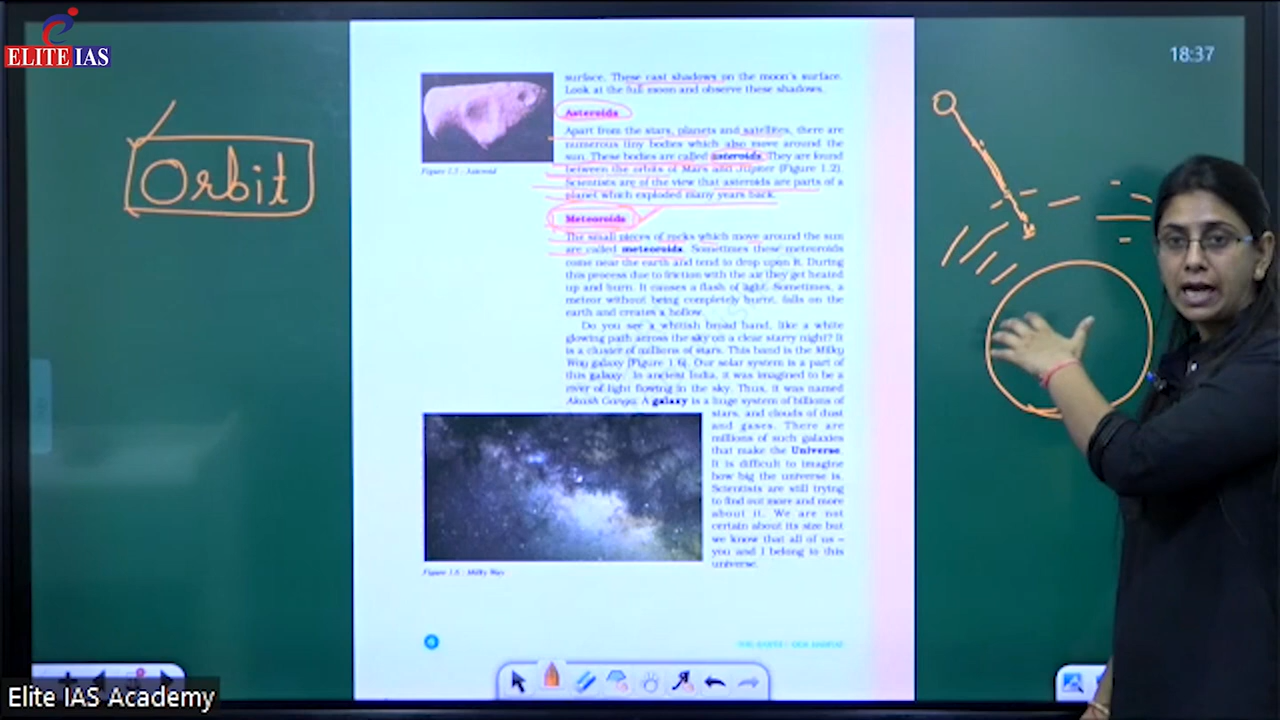 ELITE IAS
18:37
Orbit
surface. These cast shadows on the moon's surface.
Look at the full moon and observe these shadows.
Asteroids
Apart from the stars, planets and satellites, there are
numerous tiny bodies which also move around the
sun. These bodies are called asteroids. They are found
between the orbits of Mars and Jupiter (Figure 1.2).
Scientists are of the view that asteroids are parts of a
planet which exploded many years back.
Figure 1.5 : Asteroid
Meteoroids
The small pieces of rocks which move around the sun
are called meteoroids. Sometimes these meteoroids
come near the earth and tend to drop upon it. During
this process due to friction with the air they get heated
up and burn. It causes a flash of light. Sometimes, a
meteor without being completely burnt, falls on the
earth and creates a hollow.
Do you see a whitish broad band, like a white
glowing path across the sky on a clear starry night? It
is a cluster of millions of stars. This band is the Milky
Way galaxy (Figure 1.6). Our solar system is a part of
this galaxy. In ancient India, it was imagined to be a
river of light flowing in the sky. Thus, it was named
Akash Ganga. A galaxy is a huge system of billions of
stars, and clouds of dust
and gases. There are
millions of such galaxies
that make the Universe.
It is difficult to imagine
how big the universe is.
Scientists are still trying
to find out more and more
about it. We are not
certain about its size but
we know that all of us –
you and I belong to this
universe.
Figure 1.6 : Milky Way
THE EARTH : OUR HABITAT
Elite IAS Academy